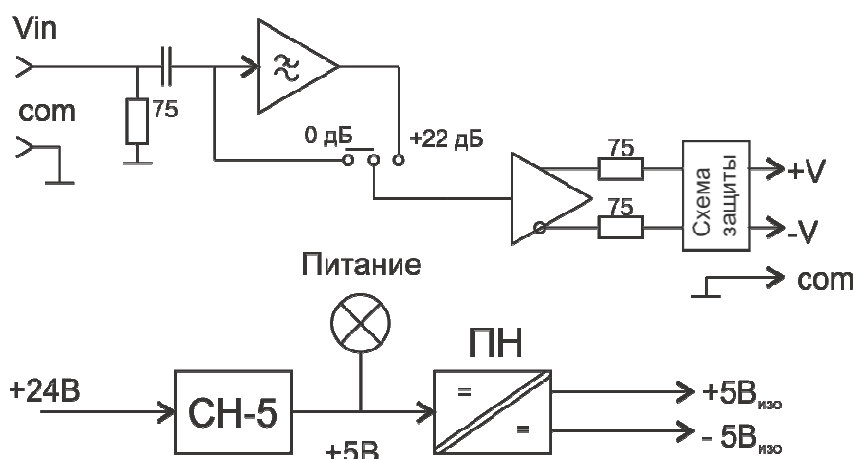 Vin
com
75
0 дБ
+22 дБ
75
75
Схема
защиты
+V
-V
com
Питание
ПН
+24В
СН-5
+5В
=
=
+5Визо
- 5Визо